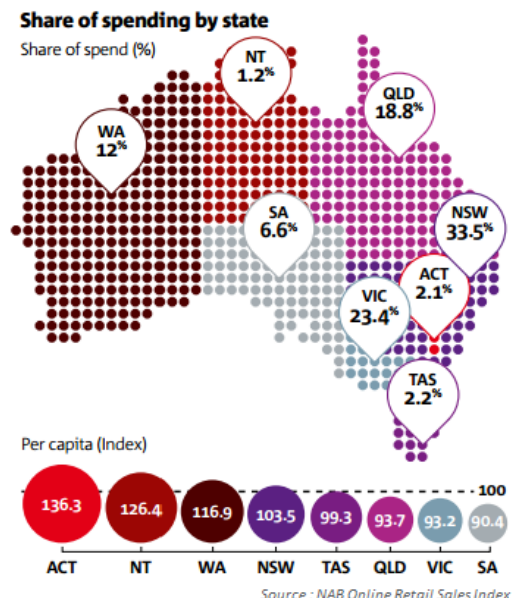 Share of spending by state
Share of spend (%)
NT
1.2%
QLD
18.8%
WA
12%
SA
6.6%
NSW
33.5%
ACT
2.1%
VIC
23.4%
TAS
2.2%
Per capita (Index)
100
136.3 126.4 116.9 103.5 99.3 93.7 93.2 90.4
ACT NT WA NSW TAS QLD VIC SA
Source : NAB Online Retail Sales Index